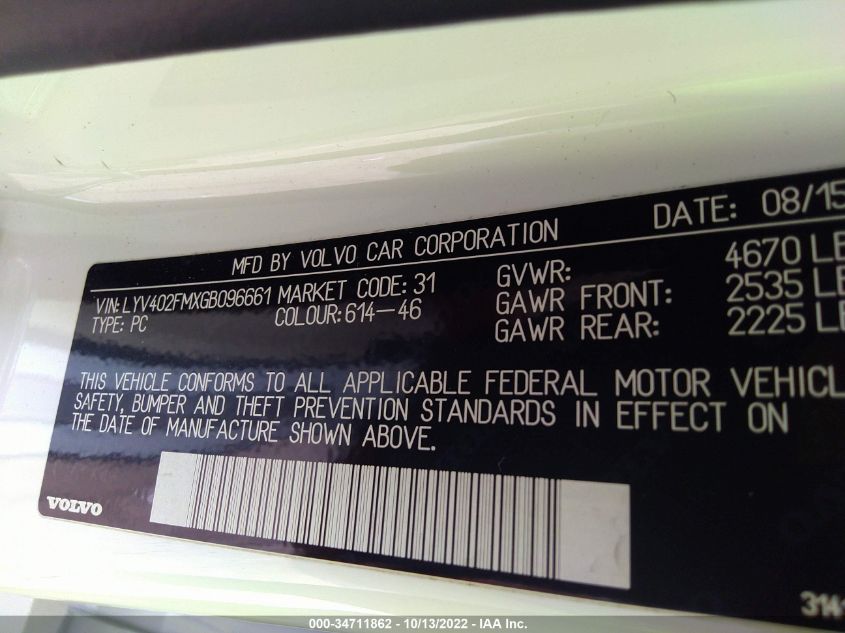 MFD BY VOLVO CAR CORPORATION DATE: 08/15
VIN: LYV402FMXGB096661 MARKET CODE: 31 GVWR: 4670 LB
TYPE: PC COLOUR: 614-46 GAWR FRONT: 2535 LB
GAWR REAR: 2225 LB
THIS VEHICLE CONFORMS TO ALL APPLICABLE FEDERAL MOTOR VEHICL
SAFETY, BUMPER AND THEFT PREVENTION STANDARDS IN EFFECT ON
THE DATE OF MANUFACTURE SHOWN ABOVE.
VOLVO
314
000-34711862 - 10/13/2022 - IAA Inc.